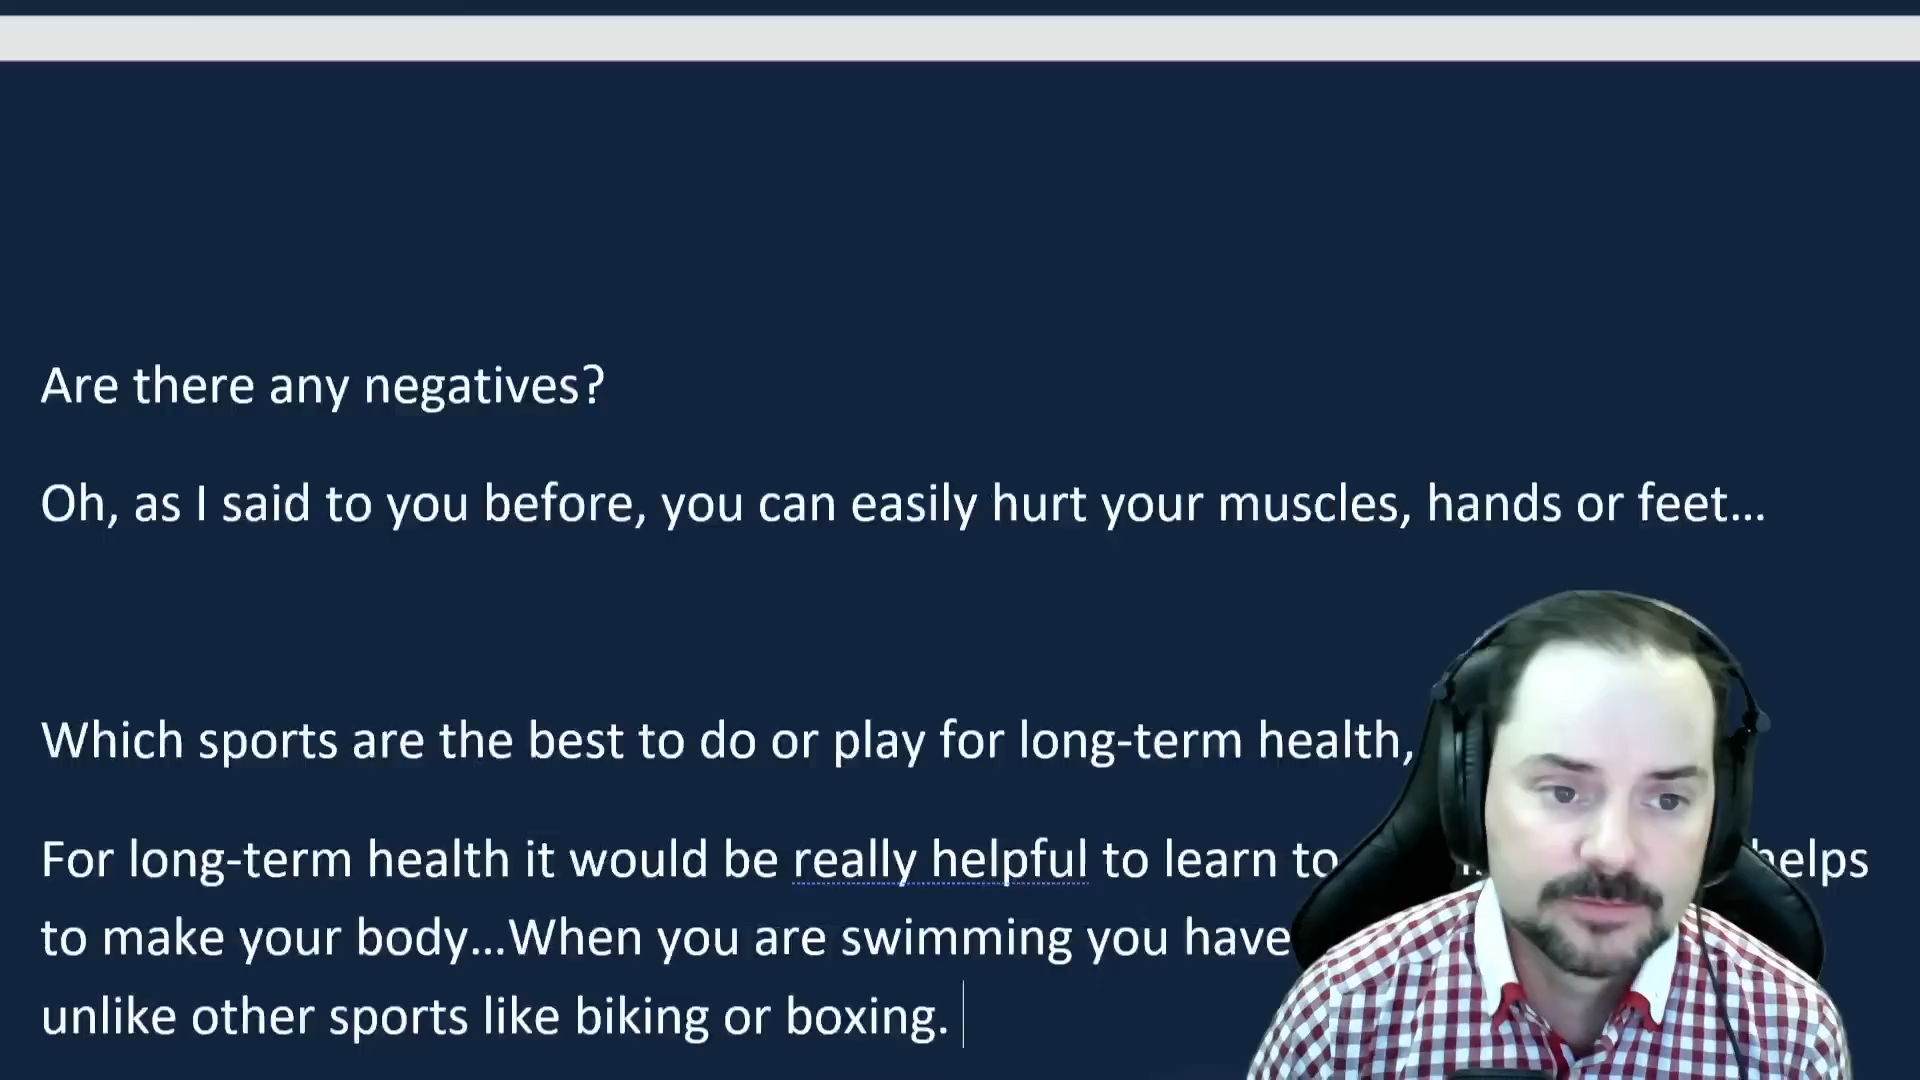 Are there any negatives?
Oh, as I said to you before, you can easily hurt your muscles, hands or feet...
Which sports are the best to do or play for long-term health,
For long-term health it would be really helpful to learn to helps
to make your body...When you are swimming you have
unlike other sports like biking or boxing.